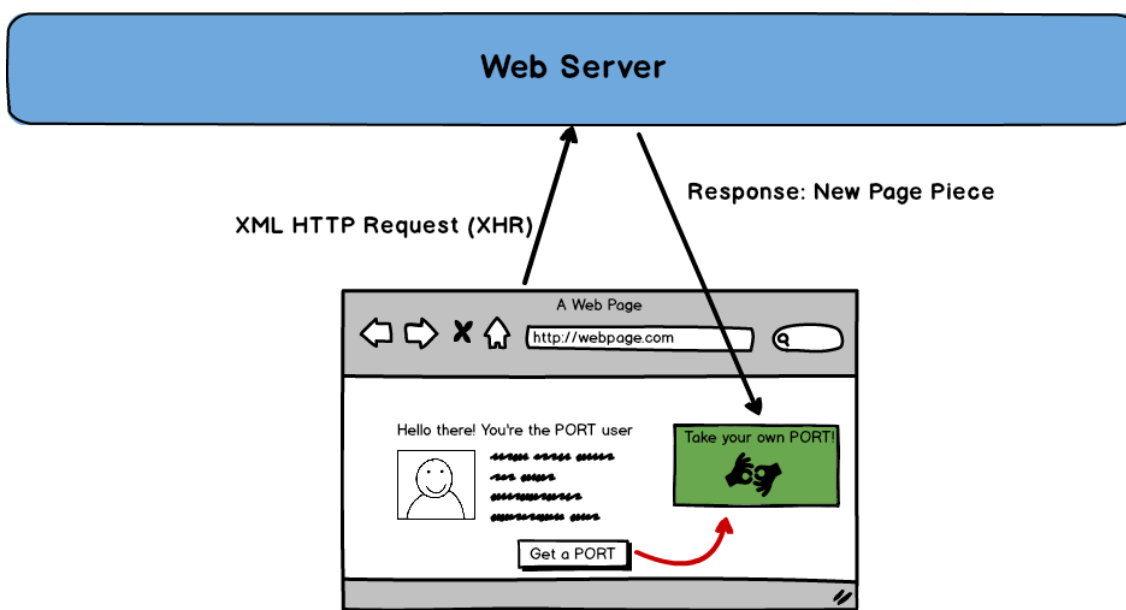 Web Server
Response: New Page Piece
XML HTTP Request (XHR)
A Web Page
http://webpage.com
Hello there! You're the PORT user
Take your own PORT!
Get a PORT